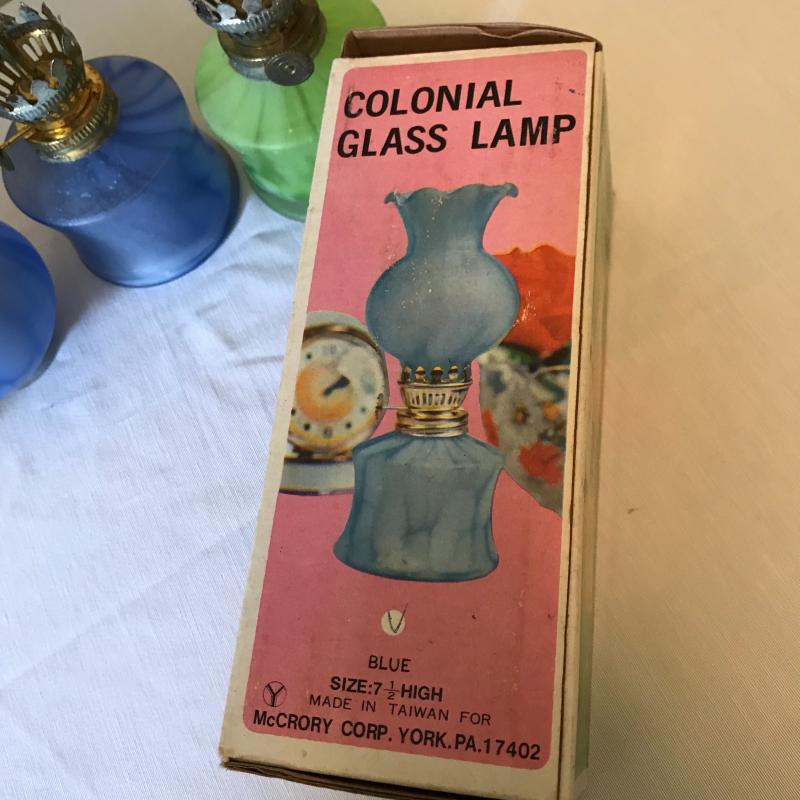 COLONIAL
GLASS LAMP
BLUE
SIZE:7 1/2 HIGH
MADE IN TAIWAN FOR
McCRORY CORP. YORK.PA.17402
Y